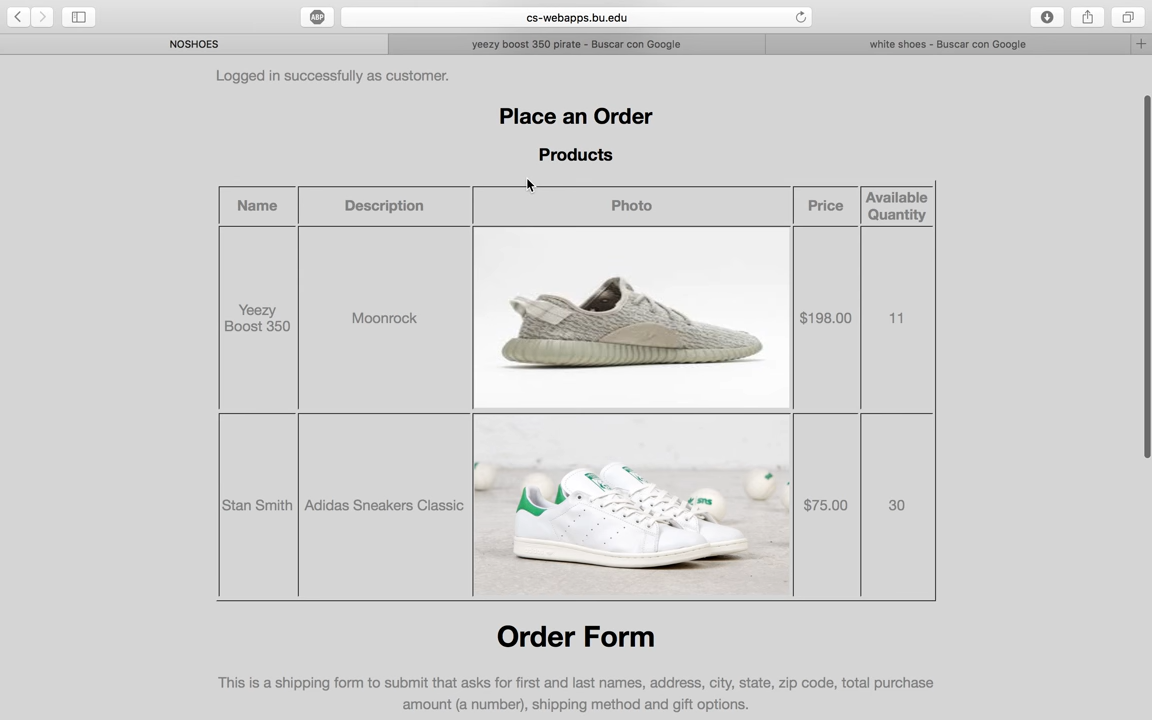 ABP
cs-webapps.bu.edu
NOSHOES
yeezy boost 350 pirate - Buscar con Google
white shoes - Buscar con Google
Logged in successfully as customer.
Place an Order
Products
Name
Description
Photo
Price
Available
Quantity
Yeezy
Boost 350
Moonrock
$198.00
11
Stan Smith
Adidas Sneakers Classic
$75.00
30
Order Form
This is a shipping form to submit that asks for first and last names, address, city, state, zip code, total purchase
amount (a number), shipping method and gift options.